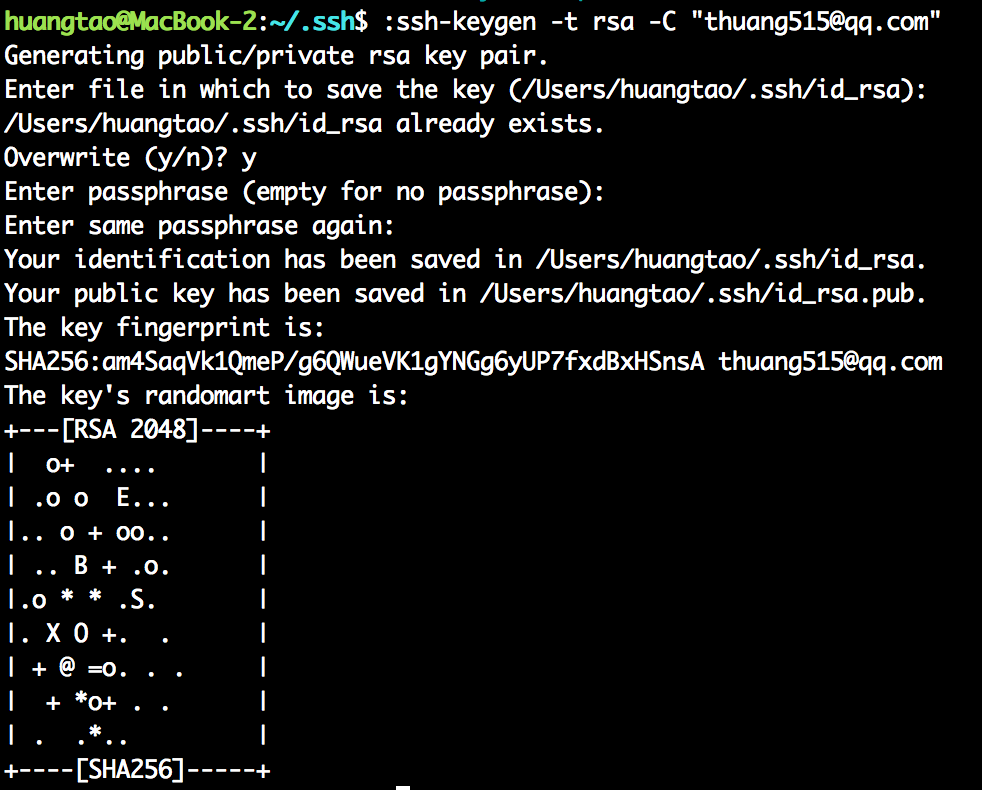 huangtao@MacBook-2:~/.ssh$ :ssh-keygen -t rsa -C "thuang515@qq.com"
Generating public/private rsa key pair.
Enter file in which to save the key (/Users/huangtao/.ssh/id_rsa):
/Users/huangtao/.ssh/id_rsa already exists.
Overwrite (y/n)? y
Enter passphrase (empty for no passphrase):
Enter same passphrase again:
Your identification has been saved in /Users/huangtao/.ssh/id_rsa.
Your public key has been saved in /Users/huangtao/.ssh/id_rsa.pub.
The key fingerprint is:
SHA256:am4SaqVk1QmeP/g6QWueVK1gYNGg6yUP7fxdBxHSnsA thuang515@qq.com
The key's randomart image is:
+---[RSA 2048]----+
|  o+  ....       |
| .o o  E...      |
|.. o + oo..      |
| .. B + .o.      |
|.o * * .S.       |
|. X O +.  .      |
| + @ =o. . .     |
|  + *o+ . .      |
| .  .*..         |
+----[SHA256]-----+